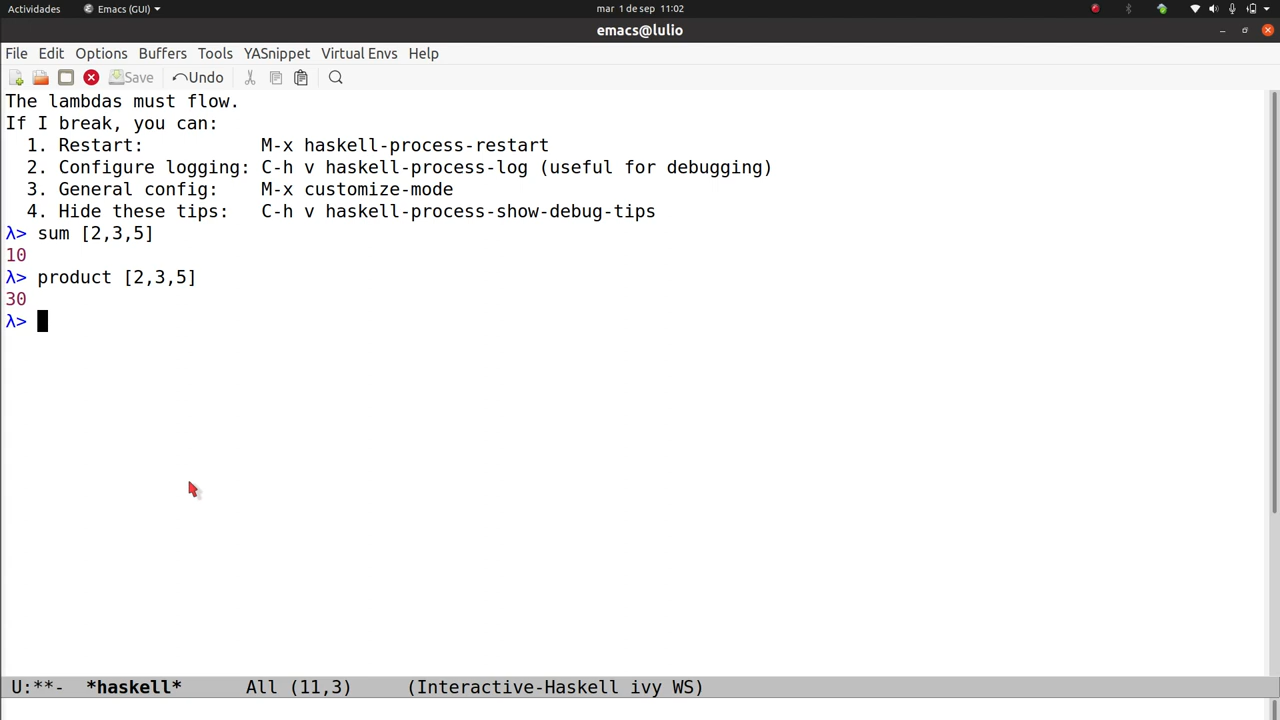 Actividades Emacs (GUI) mar 1 de sep 11:02
emacs@lulio
File Edit Options Buffers Tools YASnippet Virtual Envs Help
Save Undo
The lambdas must flow.
If I break, you can:
  1. Restart:           M-x haskell-process-restart
  2. Configure logging: C-h v haskell-process-log (useful for debugging)
  3. General config:    M-x customize-mode
  4. Hide these tips:   C-h v haskell-process-show-debug-tips
λ> sum [2,3,5]
10
λ> product [2,3,5]
30
λ>
U:**-  *haskell*      All (11,3)     (Interactive-Haskell ivy WS)